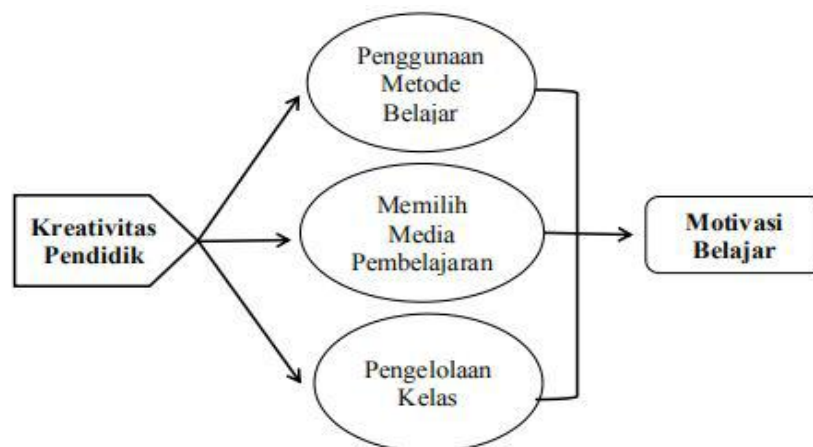 Penggunaan
Metode
Belajar
Kreativitas
Pendidik
Memilih
Media
Pembelajaran
Motivasi
Belajar
Pengelolaan
Kelas